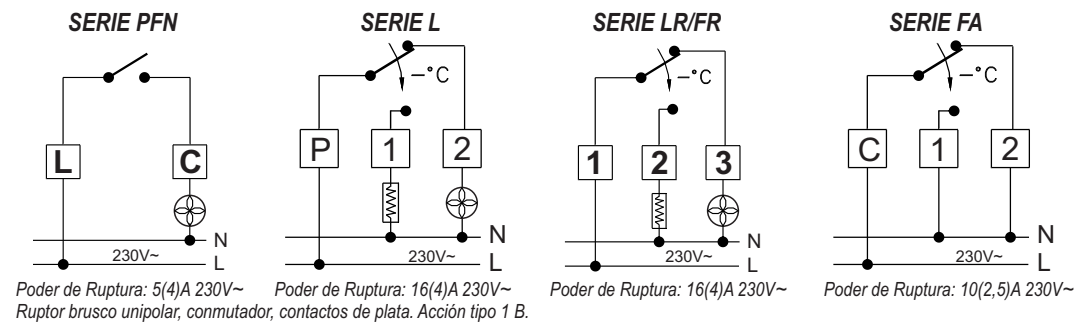 SERIE PFN
SERIE L
SERIE LR/FR
SERIE FA
–°C
–°C
–°C
L
C
P
1
2
1
2
3
C
1
2
N
230V~
L
N
230V~
L
N
230V~
L
N
230V~
L
Poder de Ruptura: 5(4)A 230V~
Poder de Ruptura: 16(4)A 230V~
Poder de Ruptura: 16(4)A 230V~
Poder de Ruptura: 10(2,5)A 230V~
Ruptor brusco unipolar, conmutador, contactos de plata. Acción tipo 1 B.